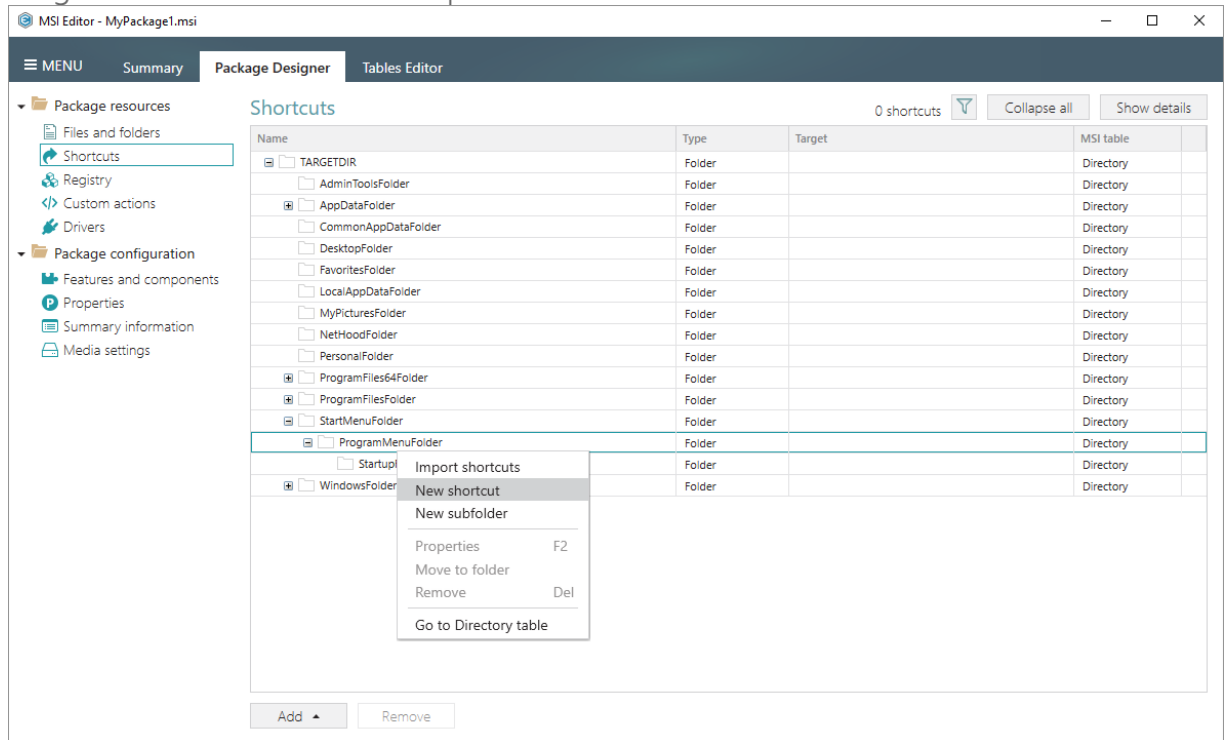 MSI Editor - MyPackage1.msi
MENU Summary Package Designer Tables Editor
Package resources
Files and folders
Shortcuts
Registry
Custom actions
Drivers
Package configuration
Features and components
Properties
Summary information
Media settings
Shortcuts 0 shortcuts Collapse all Show details
Name Type Target MSI table
TARGETDIR Folder Directory
AdminToolsFolder Folder Directory
AppDataFolder Folder Directory
CommonAppDataFolder Folder Directory
DesktopFolder Folder Directory
FavoritesFolder Folder Directory
LocalAppDataFolder Folder Directory
MyPicturesFolder Folder Directory
NetHoodFolder Folder Directory
PersonalFolder Folder Directory
ProgramFiles64Folder Folder Directory
ProgramFilesFolder Folder Directory
StartMenuFolder Folder Directory
ProgramMenuFolder Folder Directory
Startup Folder Directory
WindowsFolder Folder Directory
Import shortcuts
New shortcut
New subfolder
Properties F2
Move to folder
Remove Del
Go to Directory table
Add Remove